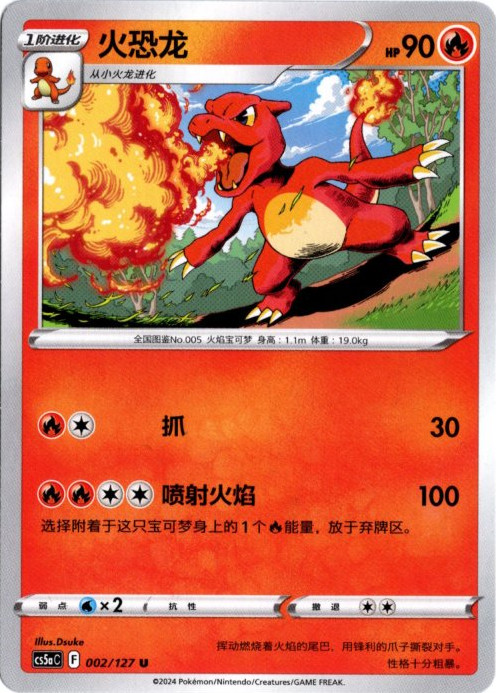 1阶进化
火恐龙
HP 90
从小火龙进化
全国图鉴No.005 火焰宝可梦 身高：1.1m 体重：19.0kg
抓 30
喷射火焰 100
选择附着于这只宝可梦身上的1个能量，放于弃牌区。
弱点 ×2 抗性 撤退
Illus.Dsuke
cs5aC F 002/127 U
挥动燃烧着火焰的尾巴、用锋利的爪子撕裂对手。
性格十分粗暴。
©2024 Pokémon/Nintendo/Creatures/GAME FREAK.